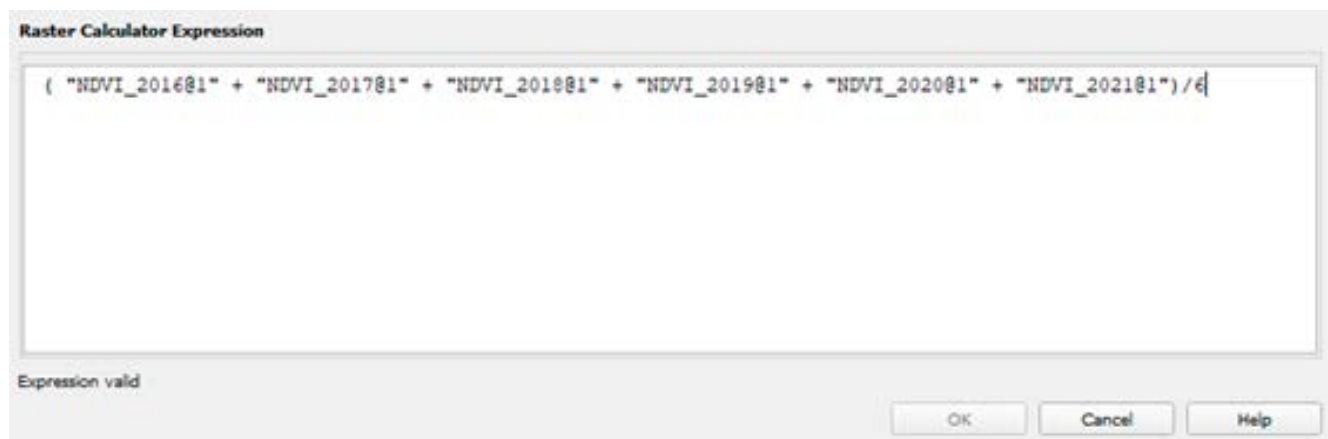 Raster Calculator Expression
( "NDVI_2016@1" + "NDVI_2017@1" + "NDVI_2018@1" + "NDVI_2019@1" + "NDVI_2020@1" + "NDVI_2021@1")/6
Expression valid
OK Cancel Help